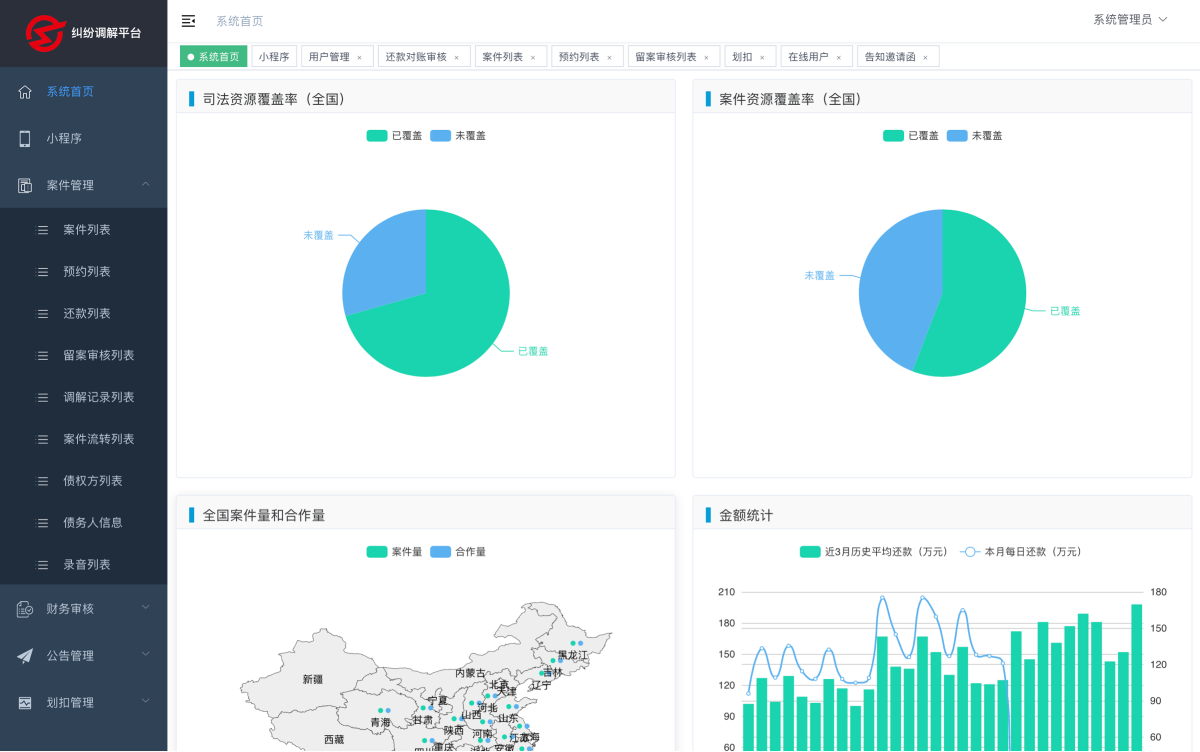 纠纷调解平台
系统首页
小程序
案件管理
案件列表
预约列表
还款列表
留案审核列表
调解记录列表
案件流转列表
债权方列表
债务人信息
录音列表
财务审核
公告管理
划扣管理
系统首页
系统管理员
系统首页
小程序
用户管理 ×
还款对账审核 ×
案件列表 ×
预约列表 ×
留案审核列表 ×
划扣 ×
在线用户 ×
告知邀请函 ×
司法资源覆盖率（全国）
已覆盖 未覆盖
未覆盖
已覆盖
案件资源覆盖率（全国）
已覆盖 未覆盖
未覆盖
已覆盖
全国案件量和合作量
案件量 合作量
黑龙江
吉林
辽宁
内蒙古
新疆
北京
天津
宁夏
河北
山西
山东
青海
甘肃
陕西
河南
西藏
重庆
安徽
金额统计
近3月历史平均还款（万元） 本月每日还款（万元）
210
180
150
120
90
60
180
150
120
90
60